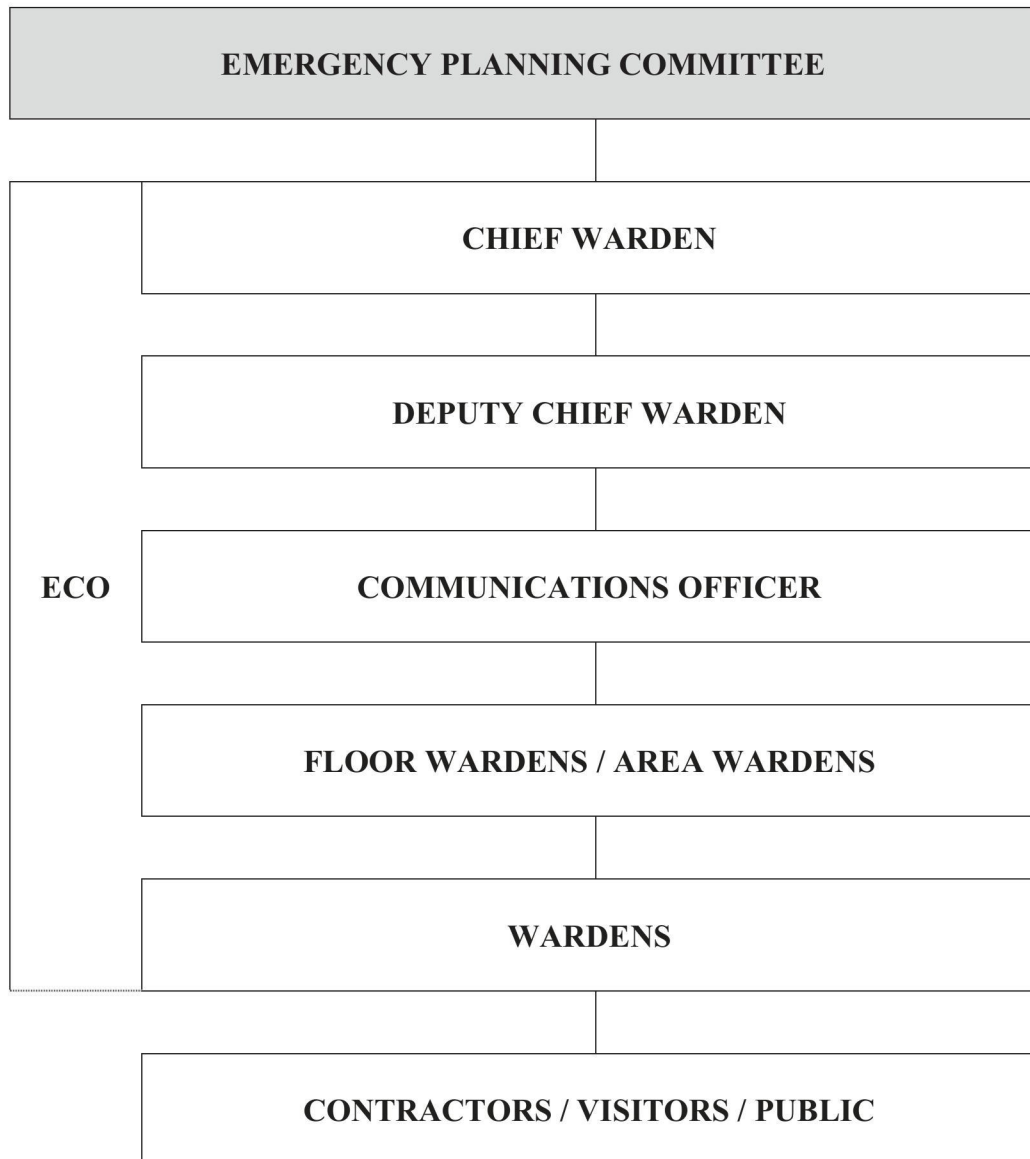 EMERGENCY PLANNING COMMITTEE
CHIEF WARDEN
DEPUTY CHIEF WARDEN
ECO
COMMUNICATIONS OFFICER
FLOOR WARDENS / AREA WARDENS
WARDENS
CONTRACTORS / VISITORS / PUBLIC